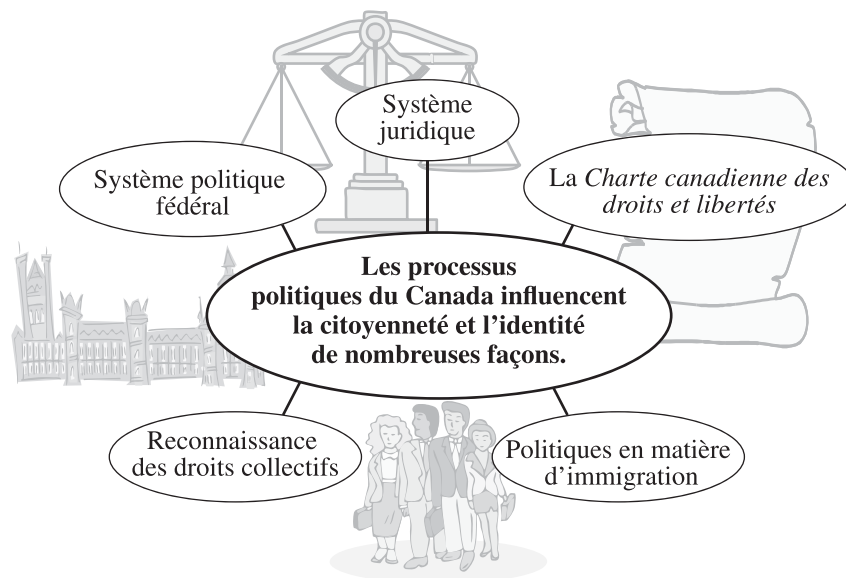 Système
juridique
Système politique
fédéral
La Charte canadienne des
droits et libertés
Les processus
politiques du Canada influencent
la citoyenneté et l’identité
de nombreuses façons.
Reconnaissance
des droits collectifs
Politiques en matière
d’immigration